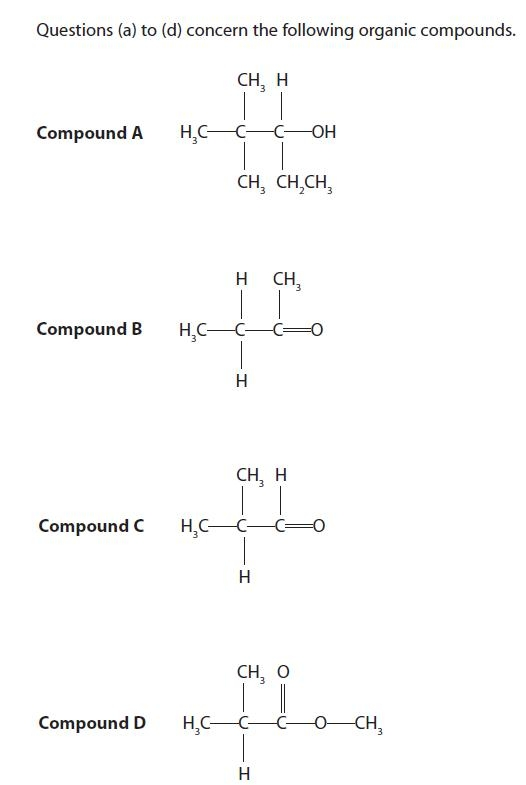 Questions (a) to (d) concern the following organic compounds.
CH₃ H
Compound A H₃C C C OH
CH₃ CH₂CH₃
H CH₃
Compound B H₃C C C O
H
CH₃ H
Compound C H₃C C C O
H
CH₃ O
Compound D H₃C C C O CH₃
H